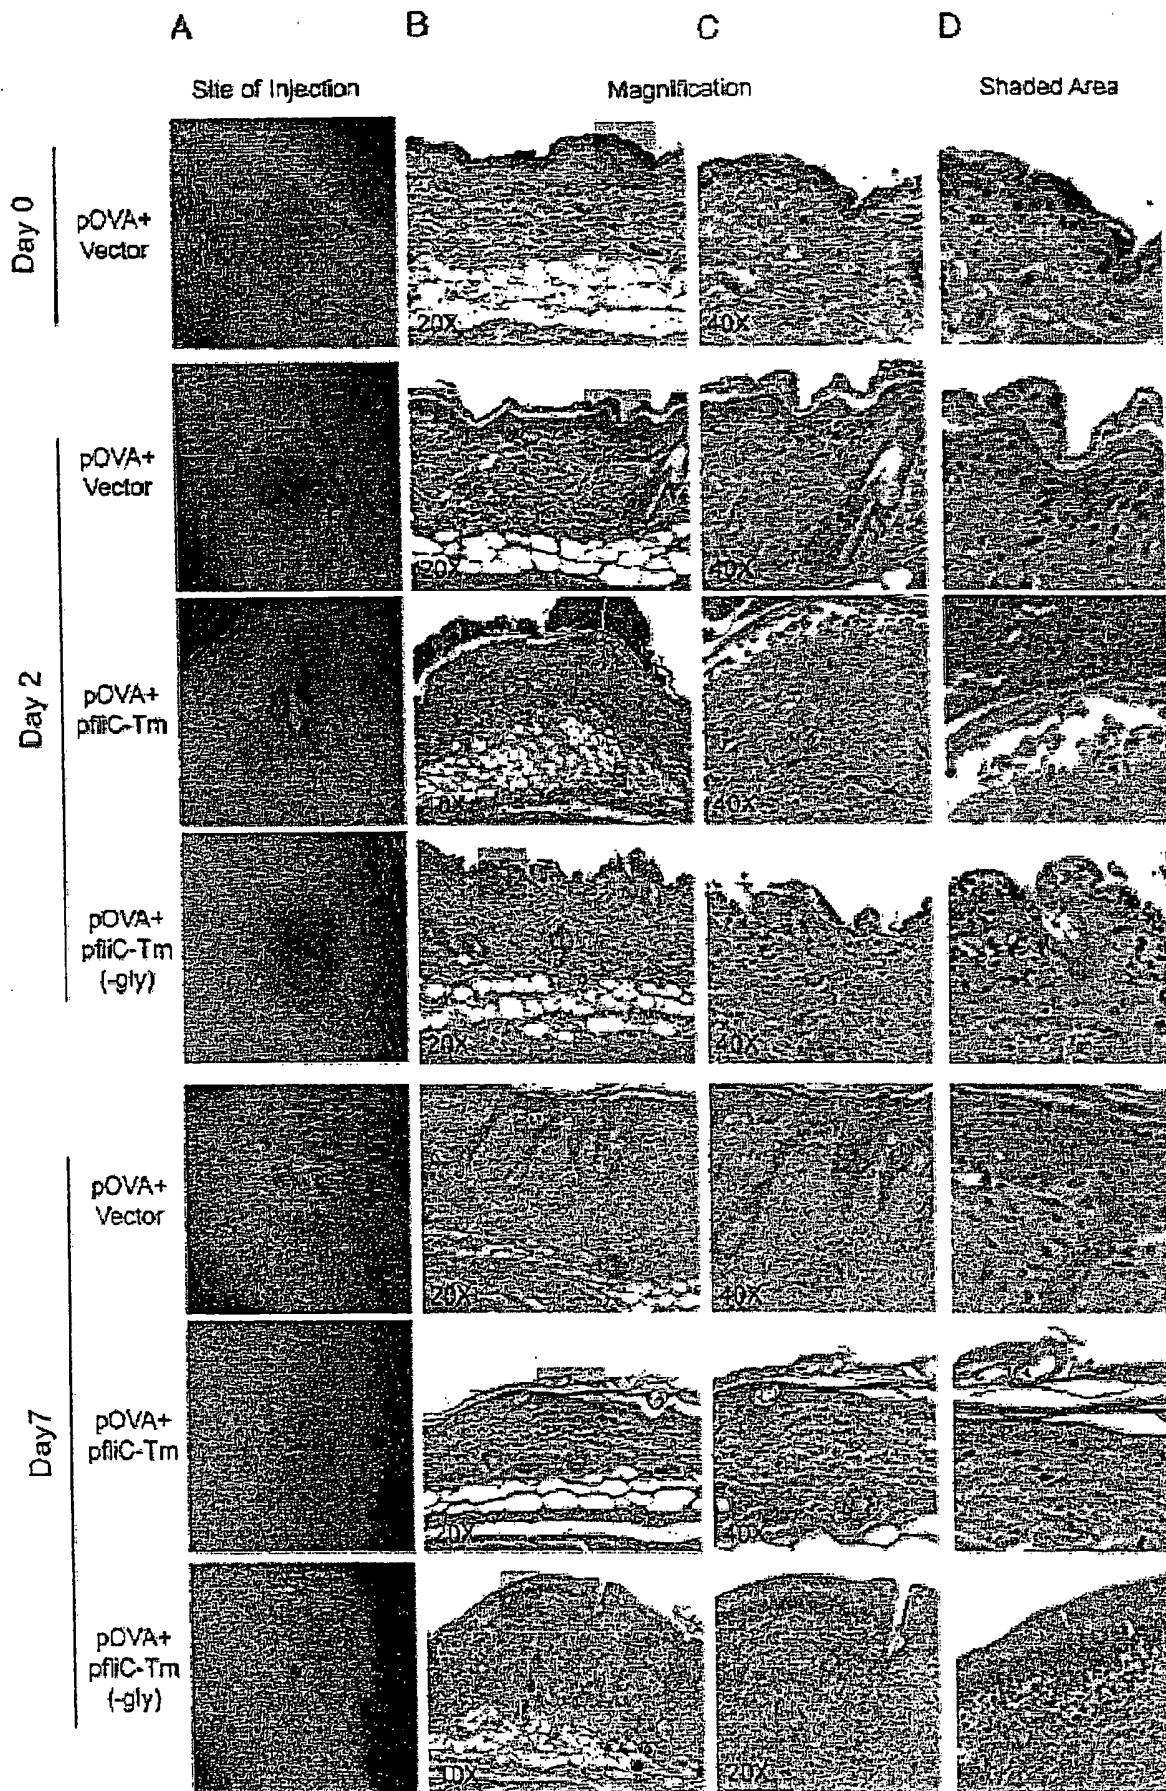 A B C D
Site of Injection Magnification Shaded Area
Day 0
pOVA+
Vector
20X 40X
Day 2
pOVA+
Vector
20X 40X
pOVA+
pfliC-Tm
10X 40X
pOVA+
pfliC-Tm
(-gly)
20X 40X
Day7
pOVA+
Vector
20X 40X
pOVA+
pfliC-Tm
20X 40X
pOVA+
pfliC-Tm
(-gly)
10X 20X